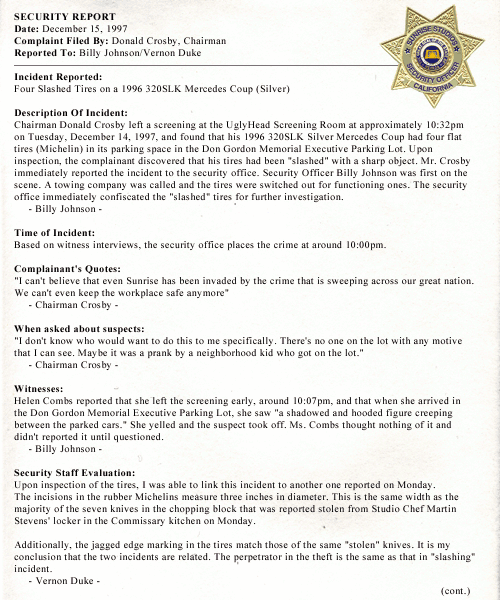 SECURITY REPORT
Date: December 15, 1997
Complaint Filed By: Donald Crosby, Chairman
Reported To: Billy Johnson/Vernon Duke
SUNRISE STUDIOS
SECURITY OFFICER
CALIFORNIA
Incident Reported:
Four Slashed Tires on a 1996 320SLK Mercedes Coup (Silver)
Description Of Incident:
Chairman Donald Crosby left a screening at the UglyHead Screening Room at approximately 10:32pm
on Tuesday, December 14, 1997, and found that his 1996 320SLK Silver Mercedes Coup had four flat
tires (Michelin) in its parking space in the Don Gordon Memorial Executive Parking Lot. Upon
inspection, the complainant discovered that his tires had been "slashed" with a sharp object. Mr. Crosby
immediately reported the incident to the security office. Security Officer Billy Johnson was first on the
scene. A towing company was called and the tires were switched out for functioning ones. The security
office immediately confiscated the "slashed" tires for further investigation.
- Billy Johnson -
Time of Incident:
Based on witness interviews, the security office places the crime at around 10:00pm.
Complainant's Quotes:
"I can't believe that even Sunrise has been invaded by the crime that is sweeping across our great nation.
We can't even keep the workplace safe anymore"
- Chairman Crosby -
When asked about suspects:
"I don't know who would want to do this to me specifically. There's no one on the lot with any motive
that I can see. Maybe it was a prank by a neighborhood kid who got on the lot."
- Chairman Crosby -
Witnesses:
Helen Combs reported that she left the screening early, around 10:07pm, and that when she arrived in
the Don Gordon Memorial Executive Parking Lot, she saw "a shadowed and hooded figure creeping
between the parked cars." She yelled and the suspect took off. Ms. Combs thought nothing of it and
didn't reported it until questioned.
- Billy Johnson -
Security Staff Evaluation:
Upon inspection of the tires, I was able to link this incident to another one reported on Monday.
The incisions in the rubber Michelins measure three inches in diameter. This is the same width as the
majority of the seven knives in the chopping block that was reported stolen from Studio Chef Martin
Stevens' locker in the Commissary kitchen on Monday.
Additionally, the jagged edge marking in the tires match those of the same "stolen" knives. It is my
conclusion that the two incidents are related. The perpetrator in the theft is the same as that in "slashing"
incident.
- Vernon Duke -
(cont.)